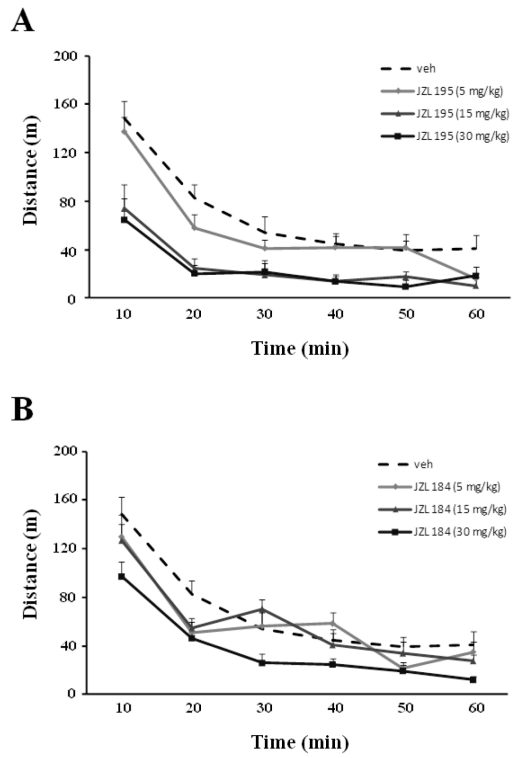 A
200
160
120
80
40
0
Distance (m)
veh
JZL 195 (5 mg/kg)
JZL 195 (15 mg/kg)
JZL 195 (30 mg/kg)
10 20 30 40 50 60
Time (min)
B
200
160
120
80
40
0
Distance (m)
veh
JZL 184 (5 mg/kg)
JZL 184 (15 mg/kg)
JZL 184 (30 mg/kg)
10 20 30 40 50 60
Time (min)